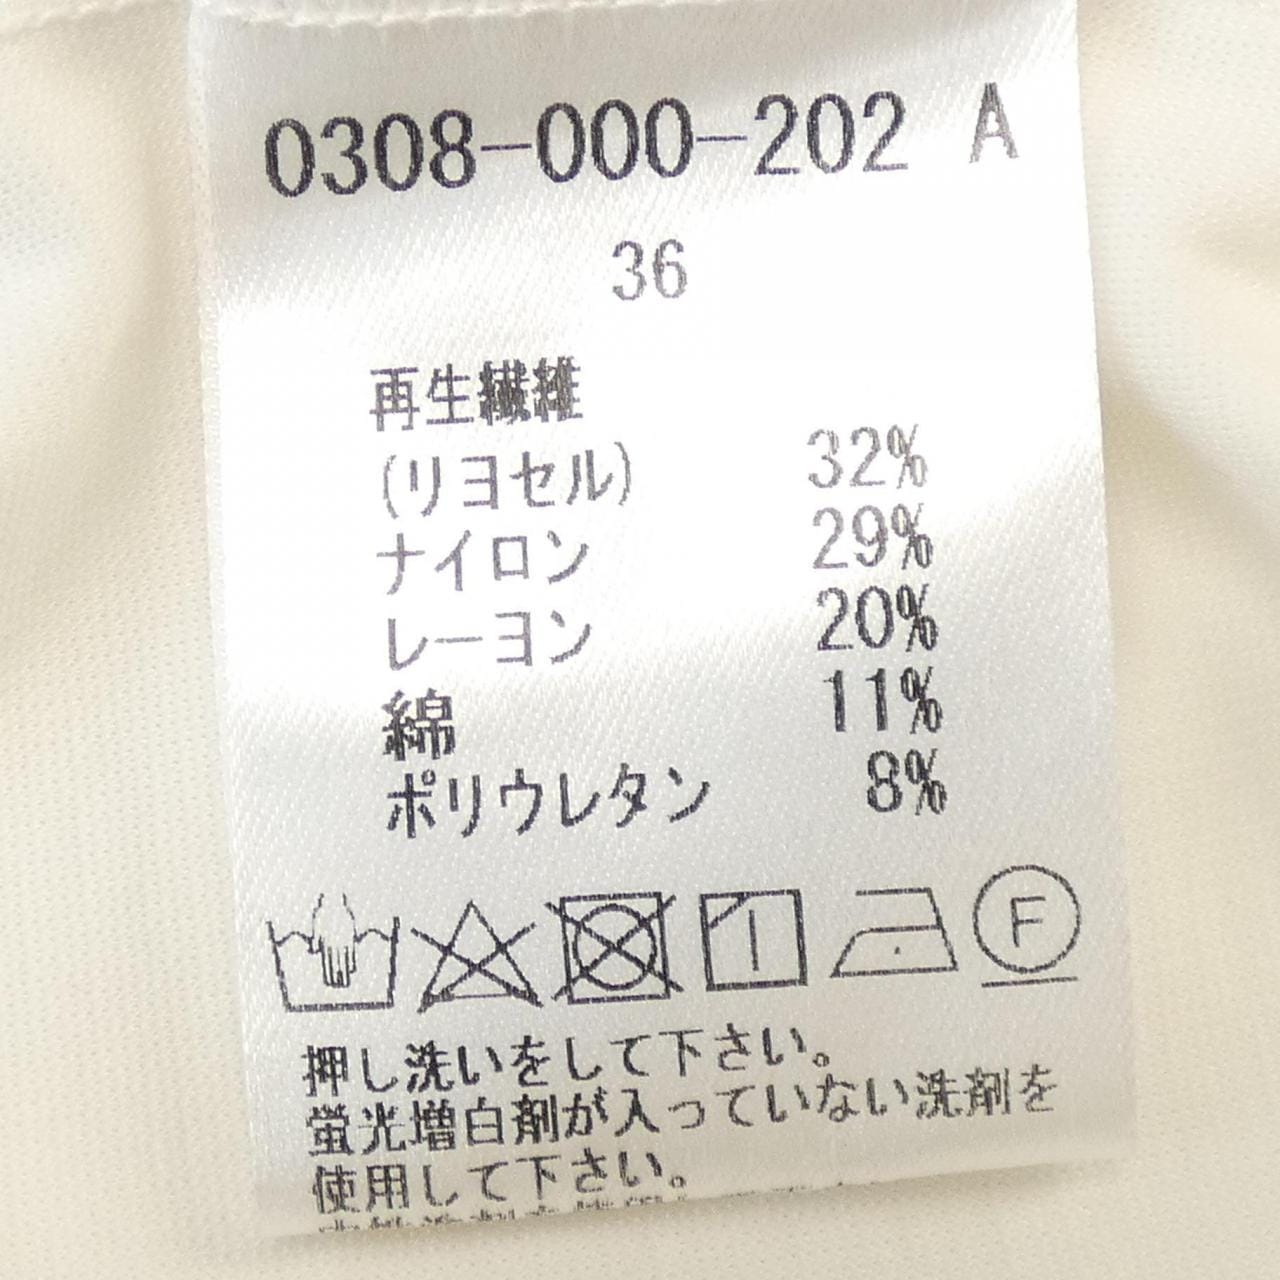 0308-000-202 A
36
再生繊維
(リヨセル) 32%
ナイロン 29%
レーヨン 20%
綿 11%
ポリウレタン 8%
F
押し洗いをして下さい。
蛍光増白剤が入っていない洗剤を
使用して下さい。